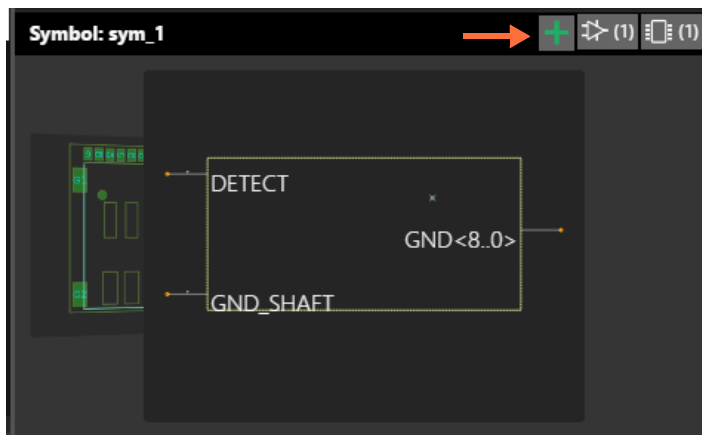 Symbol: sym_1
(1)
(1)
DETECT
GND<8..0>
GND_SHAFT